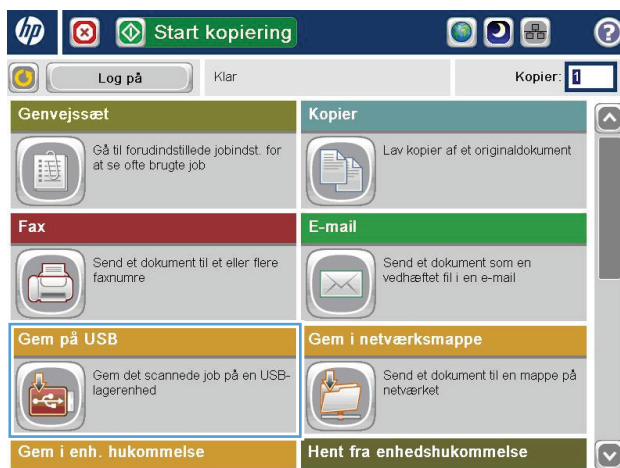 hp Start kopiering ?
Log på Klar Kopier: 1
Genvejssæt
Gå til forudindstillede jobindst. for
at se ofte brugte job
Kopier
Lav kopier af et originaldokument
Fax
Send et dokument til et eller flere
faxnumre
E-mail
Send et dokument som en
vedhæftet fil i en e-mail
Gem på USB
Gem det scannede job på en USB-
lagerenhed
Gem i netværksmappe
Send et dokument til en mappe på
netværket
Gem i enh. hukommelse
Hent fra enhedshukommelse